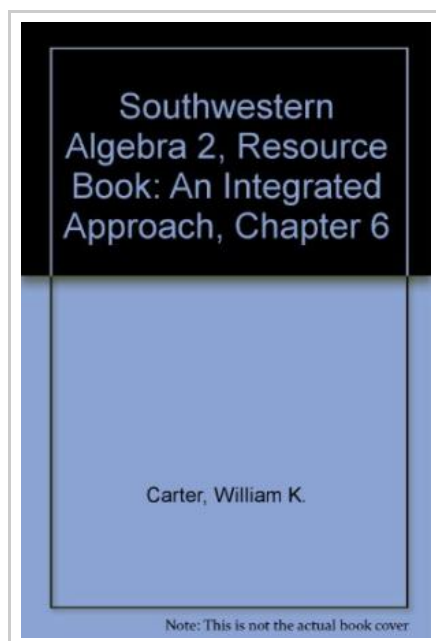 Southwestern
Algebra 2, Resource
Book: An Integrated
Approach, Chapter 6
Carter, William K.
Note: This is not the actual book cover